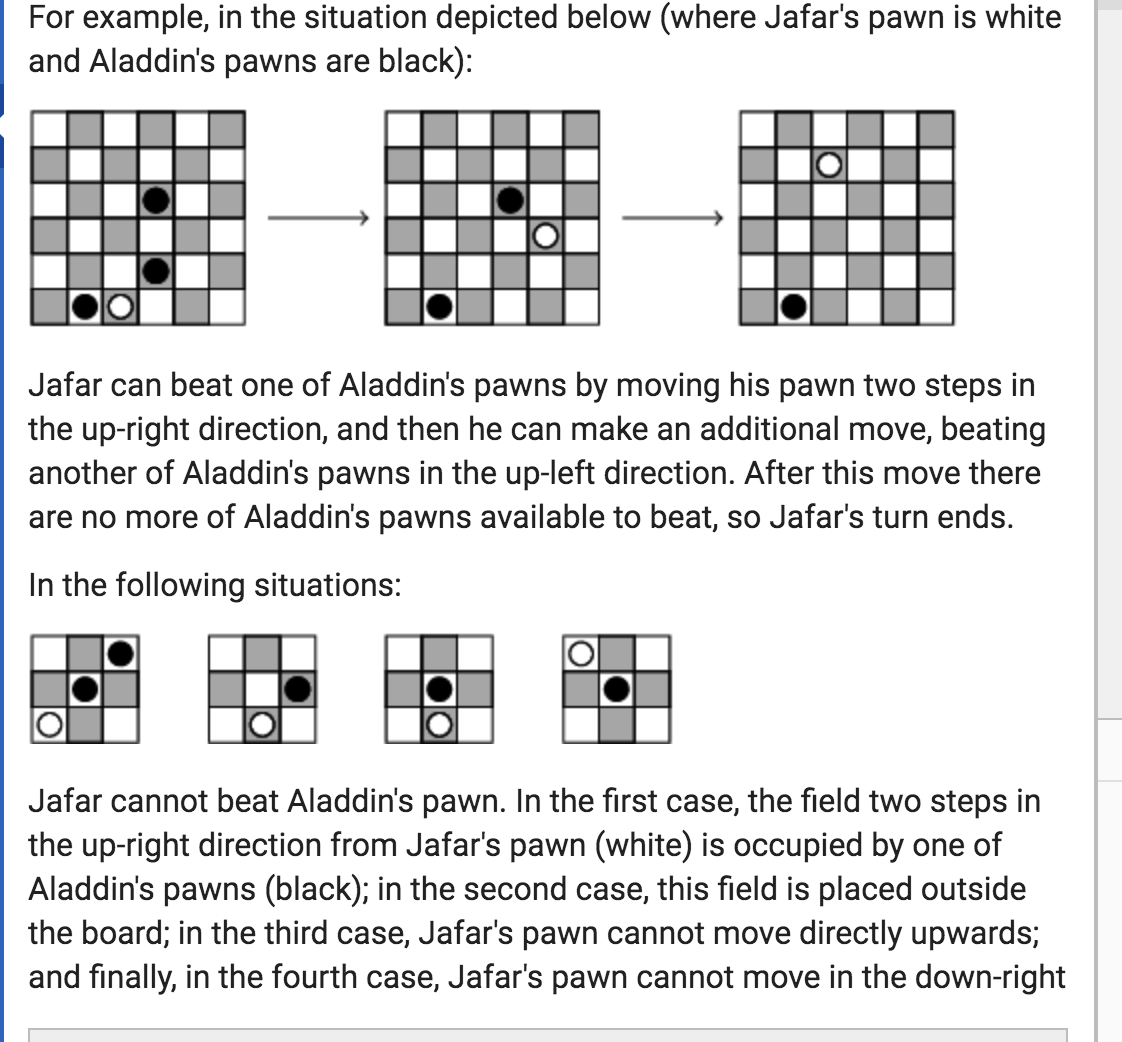 For example, in the situation depicted below (where Jafar's pawn is white
and Aladdin's pawns are black):
Jafar can beat one of Aladdin's pawns by moving his pawn two steps in
the up-right direction, and then he can make an additional move, beating
another of Aladdin's pawns in the up-left direction. After this move there
are no more of Aladdin's pawns available to beat, so Jafar's turn ends.
In the following situations:
Jafar cannot beat Aladdin's pawn. In the first case, the field two steps in
the up-right direction from Jafar's pawn (white) is occupied by one of
Aladdin's pawns (black); in the second case, this field is placed outside
the board; in the third case, Jafar's pawn cannot move directly upwards;
and finally, in the fourth case, Jafar's pawn cannot move in the down-right